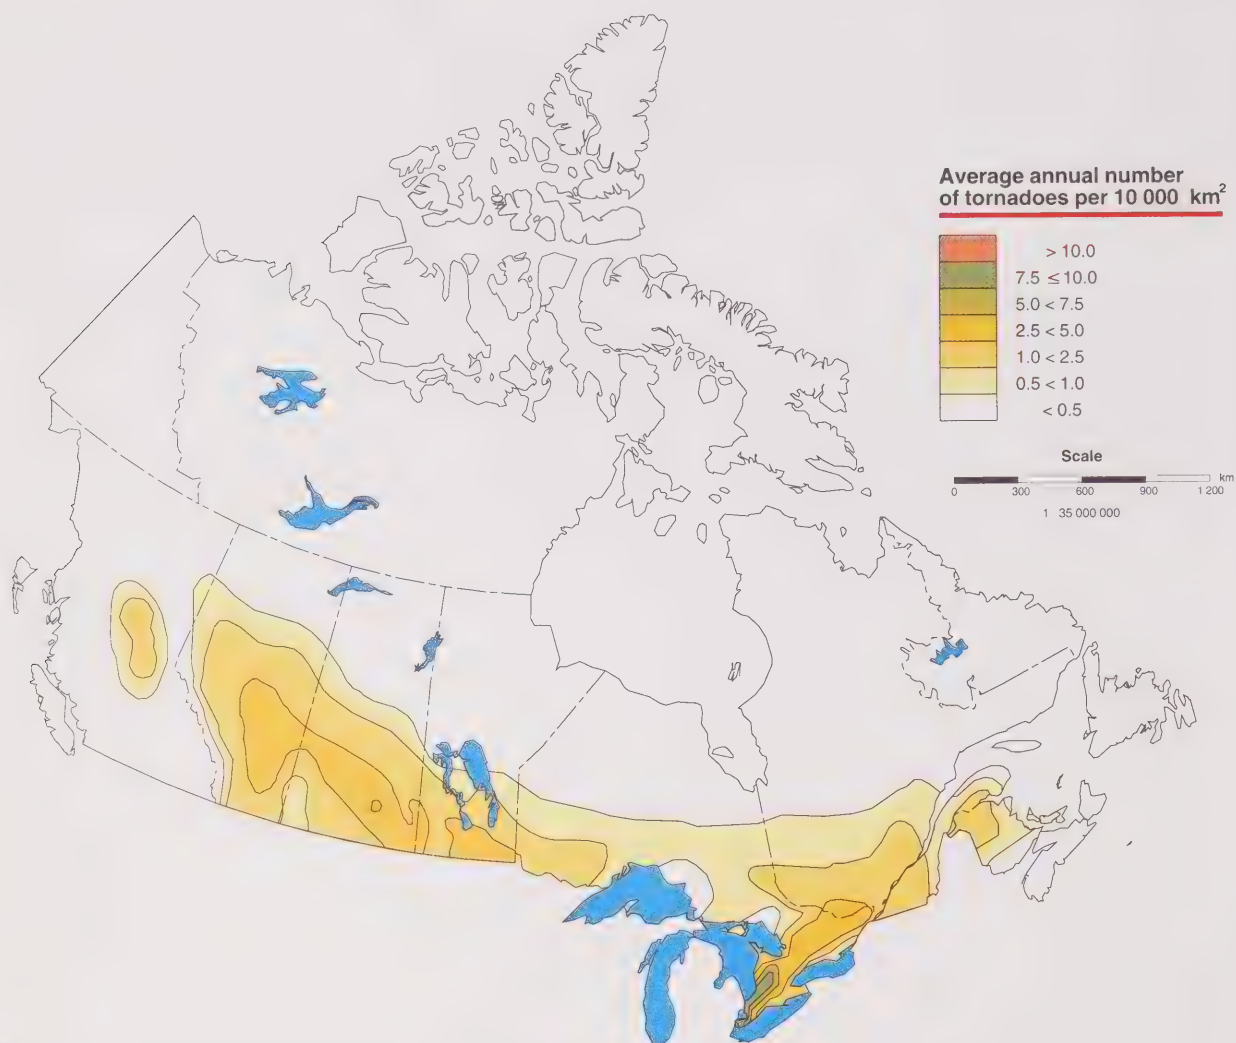 Average annual number
of tornadoes per 10 000 km²
> 10.0
7.5 ≤ 10.0
5.0 < 7.5
2.5 < 5.0
1.0 < 2.5
0.5 < 1.0
< 0.5
Scale
km
0 300 600 900 1 200
1 35 000 000